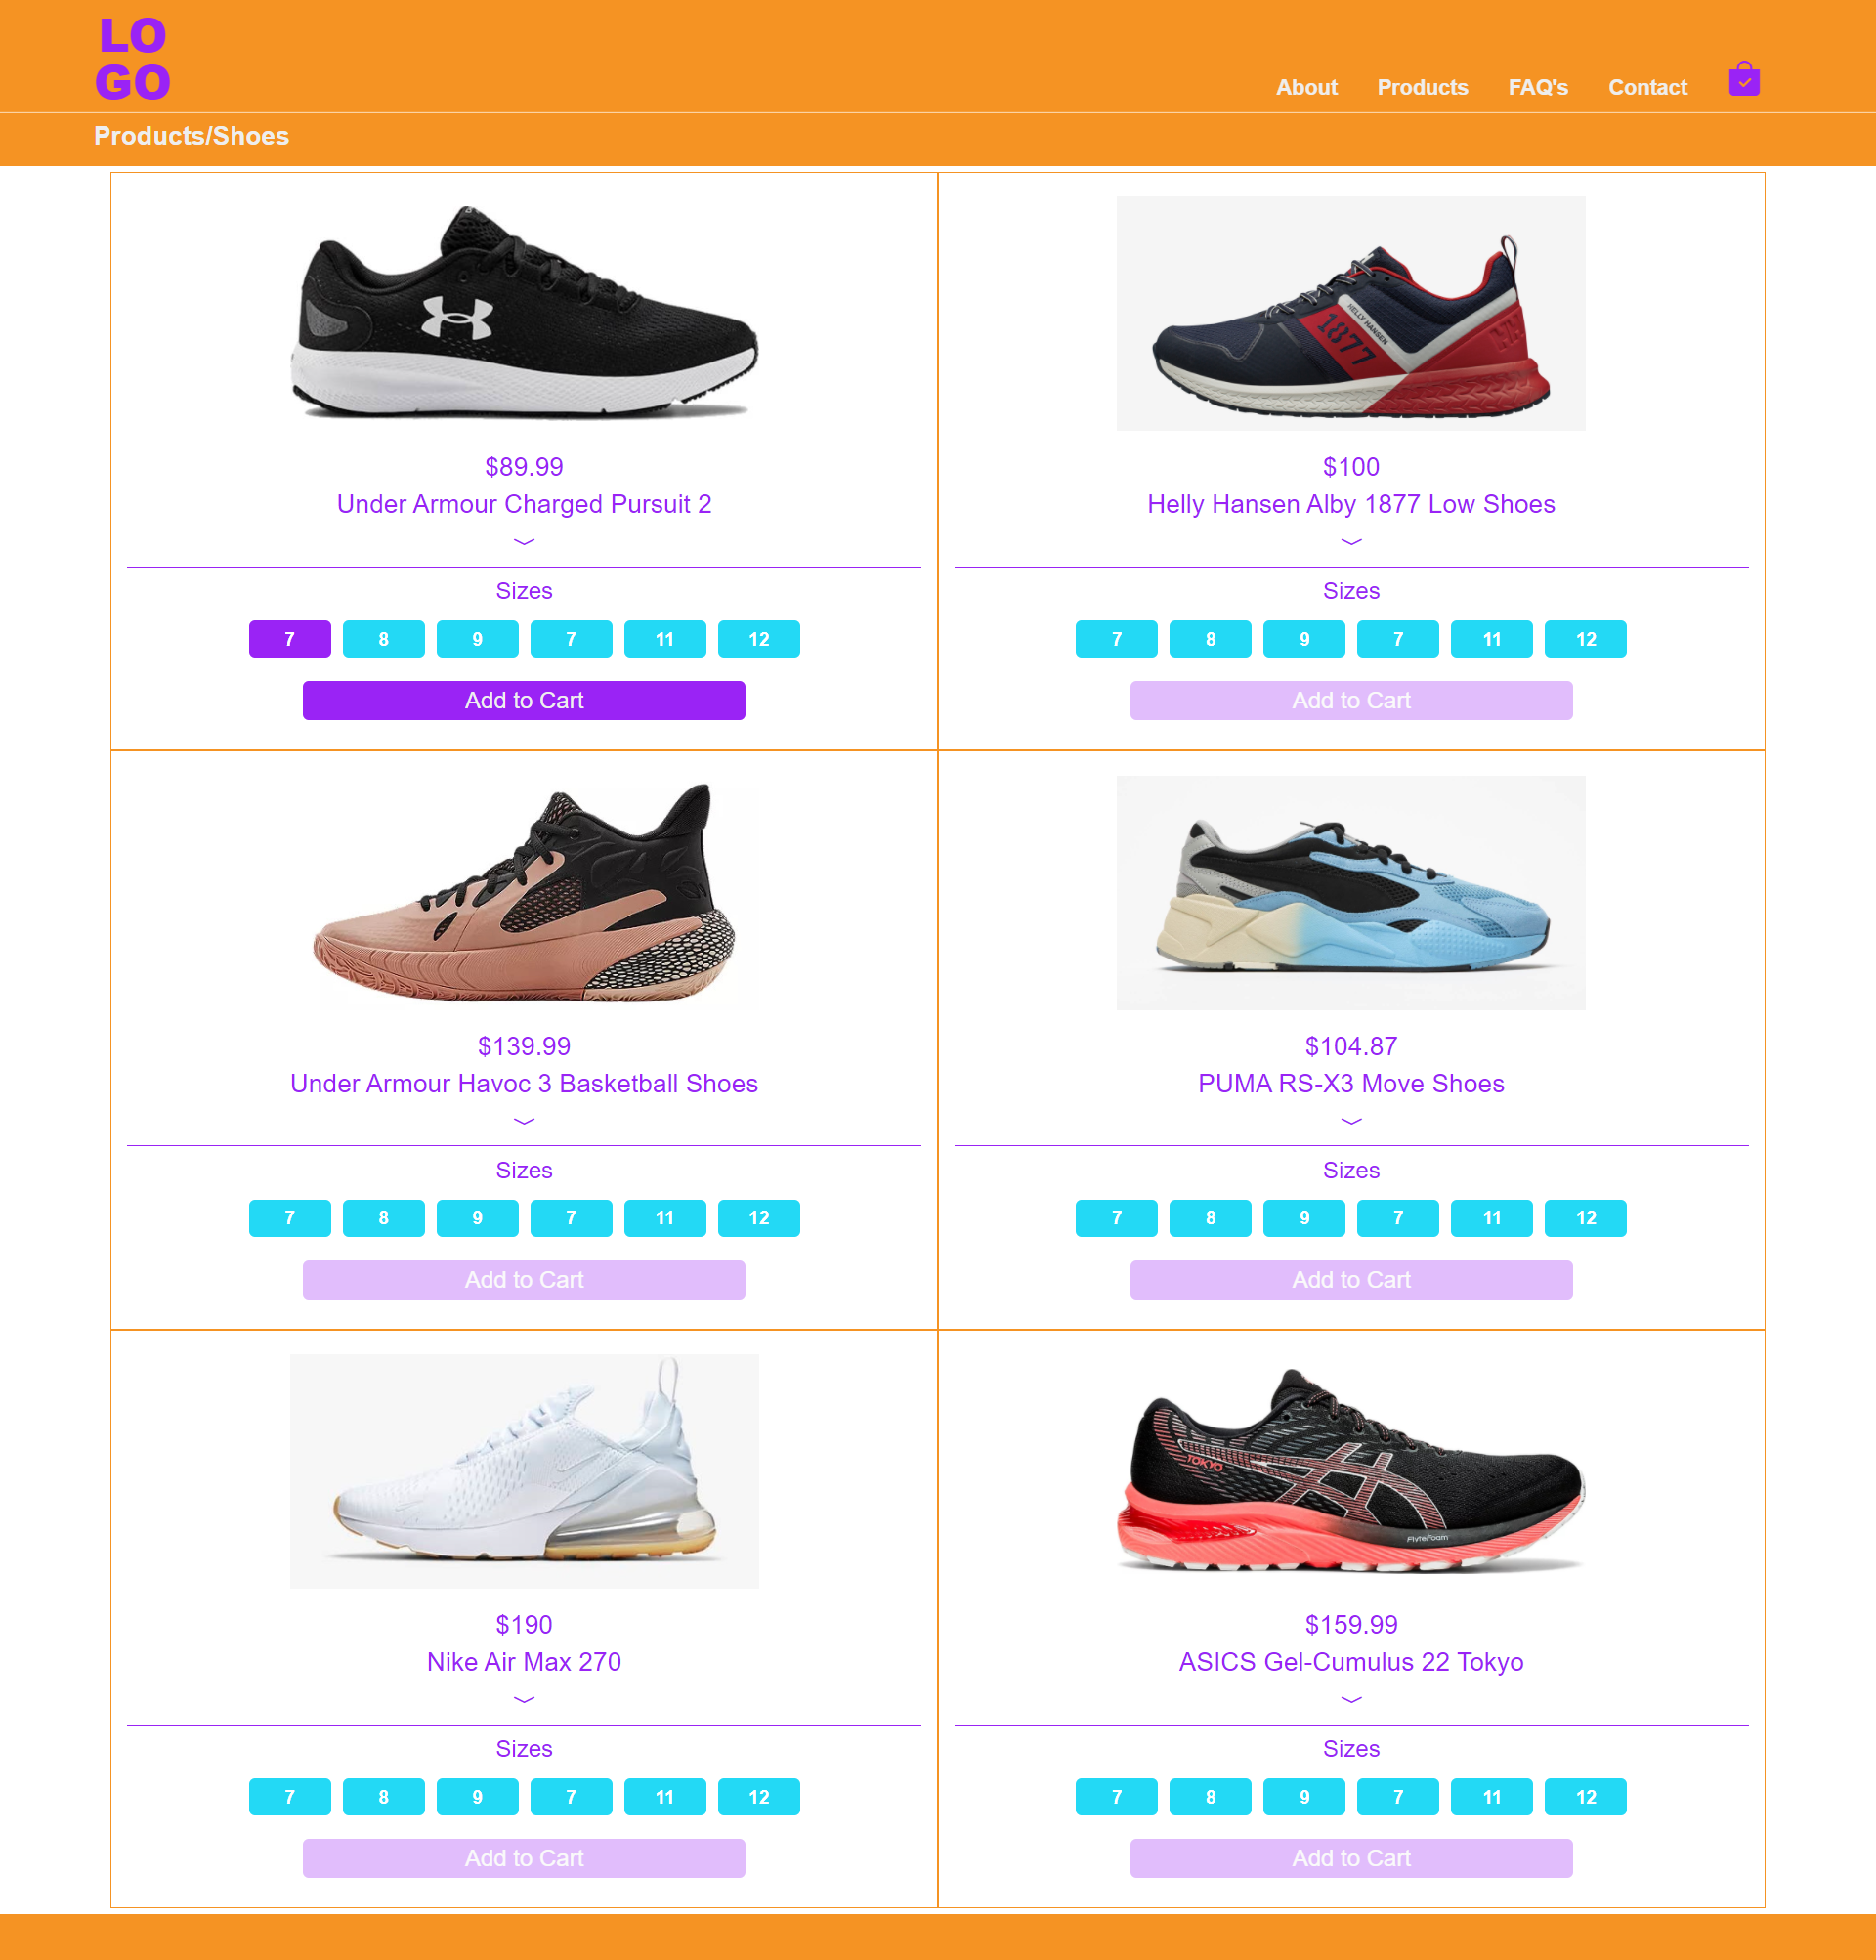 LO
GO
About Products FAQ's Contact
Products/Shoes
HELLY HANSEN
1877
HH
$89.99
$100
Under Armour Charged Pursuit 2
Helly Hansen Alby 1877 Low Shoes
Sizes
Sizes
7 8 9 7 11 12
7 8 9 7 11 12
Add to Cart
Add to Cart
$139.99
$104.87
Under Armour Havoc 3 Basketball Shoes
PUMA RS-X3 Move Shoes
Sizes
Sizes
7 8 9 7 11 12
7 8 9 7 11 12
Add to Cart
Add to Cart
TOKYO
FlyteFoam
$190
$159.99
Nike Air Max 270
ASICS Gel-Cumulus 22 Tokyo
Sizes
Sizes
7 8 9 7 11 12
7 8 9 7 11 12
Add to Cart
Add to Cart